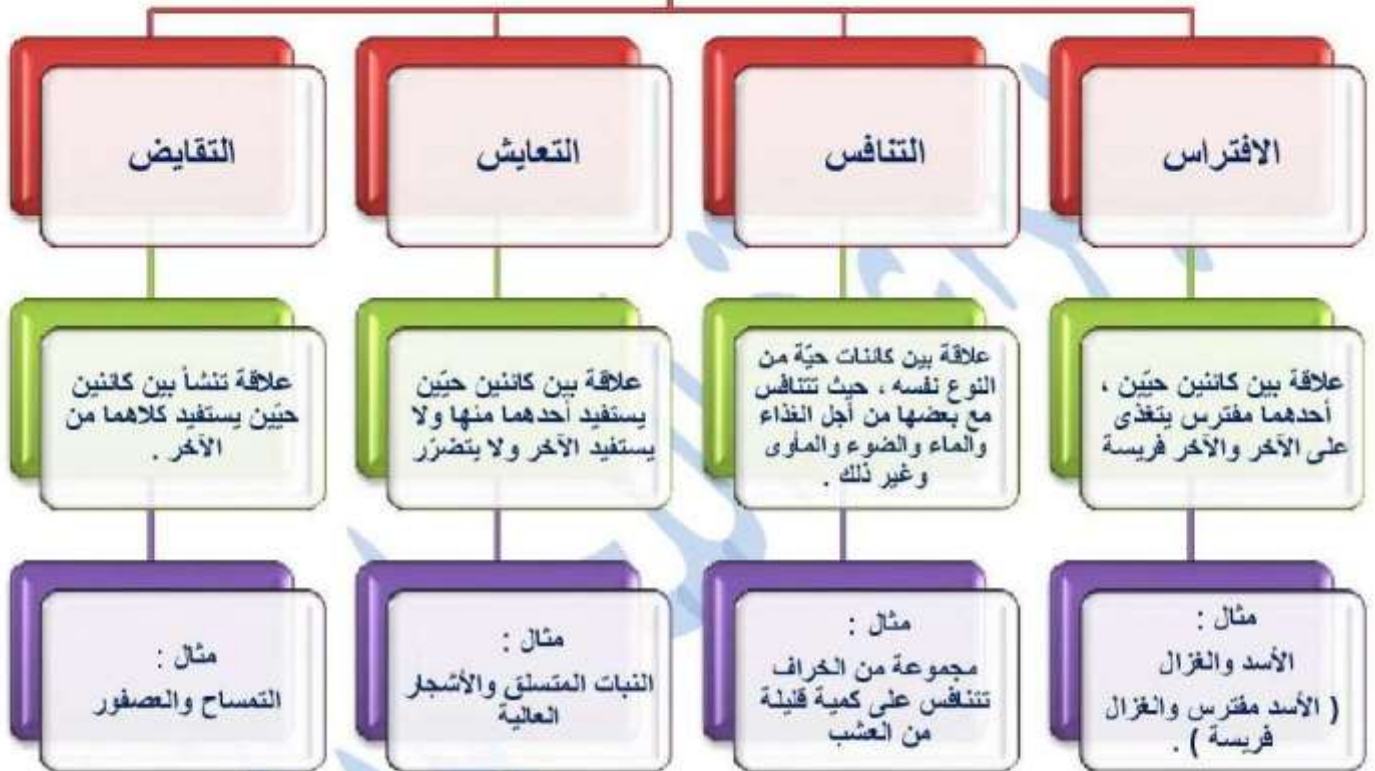 الافتراس
التنافس
التعايش
التقايض
علاقة بين كائنين حيّين ،
أحدهما مفترس يتغذى
على الآخر والآخر فريسة
علاقة بين كائنات حيّة من
النوع نفسه ، حيث تتنافس
مع بعضها من أجل الغذاء
والماء والضوء والمأوى
وغير ذلك .
علاقة بين كائنين حيّين
يستفيد أحدهما منها ولا
يستفيد الآخر ولا يتضرّر
علاقة تنشأ بين كائنين
حيّين يستفيد كلاهما من
الآخر .
مثال :
الأسد والغزال
( الأسد مفترس والغزال
فريسة ) .
مثال :
مجموعة من الخراف
تتنافس على كمية قليلة
من العشب
مثال :
النبات المتسلق والأشجار
العالية
مثال :
التمساح والعصفور